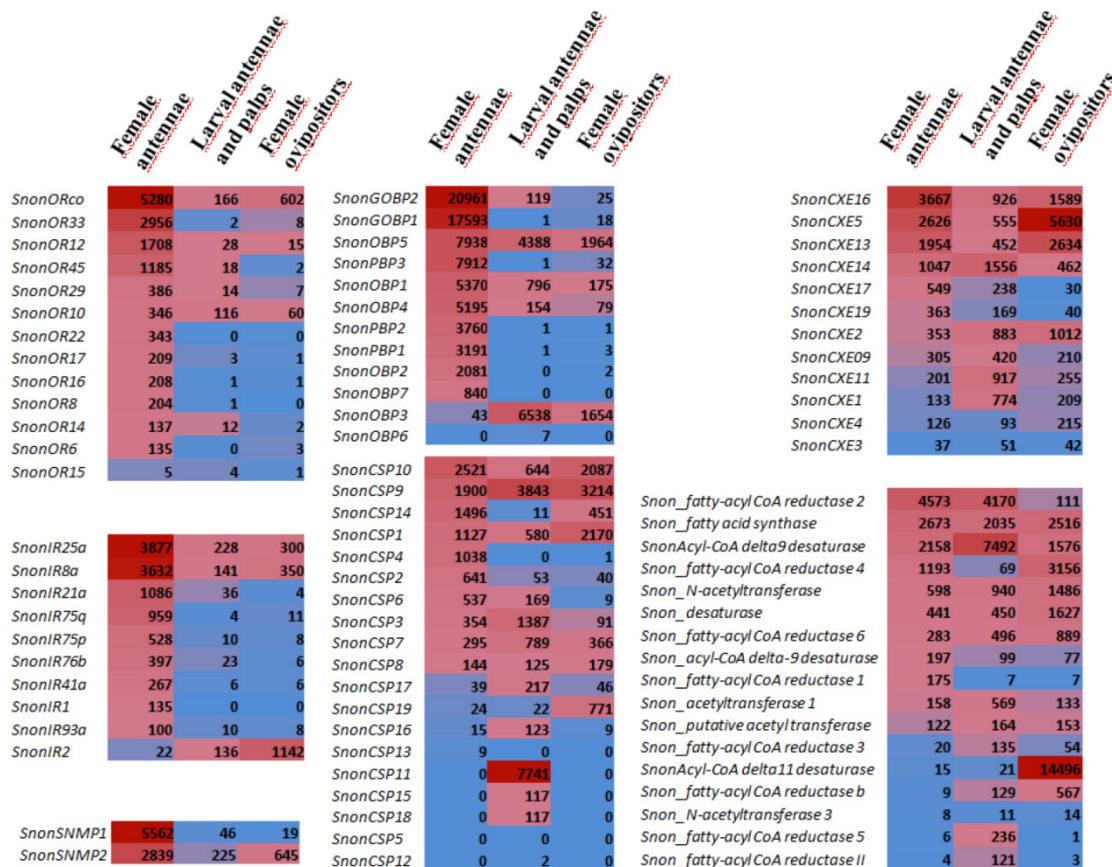 Female antennae
Larval antennae and palps
Female ovipositors
SnonORco 5280 166 602
SnonOR33 2956 2 8
SnonOR12 1708 28 15
SnonOR45 1185 18 2
SnonOR29 386 14 7
SnonOR10 346 116 60
SnonOR22 343 0 0
SnonOR17 209 3 1
SnonOR16 208 1 1
SnonOR8 204 1 0
SnonOR14 137 12 2
SnonOR6 135 0 3
SnonOR15 5 4 1
SnonIR25a 3877 228 300
SnonIR8a 3632 141 350
SnonIR21a 1086 36 4
SnonIR75q 959 4 11
SnonIR75p 528 10 8
SnonIR76b 397 23 6
SnonIR41a 267 6 6
SnonIR1 135 0 0
SnonIR93a 100 10 8
SnonIR2 22 136 1142
SnonSNMP1 5562 46 19
SnonSNMP2 2839 225 645
Female antennae
Larval antennae and palps
Female ovipositors
SnonGOBP2 20961 119 25
SnonGOBP1 17593 1 18
SnonOBP5 7938 4388 1964
SnonPBP3 7912 1 32
SnonOBP1 5370 796 175
SnonOBP4 5195 154 79
SnonPBP2 3760 1 1
SnonPBP1 3191 1 3
SnonOBP2 2081 0 2
SnonOBP7 840 0 0
SnonOBP3 43 6538 1654
SnonOBP6 0 7 0
SnonCSP10 2521 644 2087
SnonCSP9 1900 3843 3214
SnonCSP14 1496 11 451
SnonCSP1 1127 580 2170
SnonCSP4 1038 0 1
SnonCSP2 641 53 40
SnonCSP6 537 169 9
SnonCSP3 354 1387 91
SnonCSP7 295 789 366
SnonCSP8 144 125 179
SnonCSP17 39 217 46
SnonCSP19 24 22 771
SnonCSP16 15 123 9
SnonCSP13 9 0 0
SnonCSP11 0 7741 0
SnonCSP15 0 117 0
SnonCSP18 0 117 0
SnonCSP5 0 0 0
SnonCSP12 0 2 0
Female antennae
Larval antennae and palps
Female ovipositors
SnonCXE16 3667 926 1589
SnonCXE5 2626 555 5630
SnonCXE13 1954 452 2634
SnonCXE14 1047 1556 462
SnonCXE17 549 238 30
SnonCXE19 363 169 40
SnonCXE2 353 883 1012
SnonCXE09 305 420 210
SnonCXE11 201 917 255
SnonCXE1 133 774 209
SnonCXE4 126 93 215
SnonCXE3 37 51 42
Snon_fatty-acyl CoA reductase 2 4573 4170 111
Snon_fatty acid synthase 2673 2035 2516
SnonAcyl-CoA delta9 desaturase 2158 7492 1576
Snon_fatty-acyl CoA reductase 4 1193 69 3156
Snon_N-acetyltransferase 598 940 1486
Snon_desaturase 441 450 1627
Snon_fatty-acyl CoA reductase 6 283 496 889
Snon_acyl-CoA delta-9 desaturase 197 99 77
Snon_fatty-acyl CoA reductase 1 175 7 7
Snon_acetyltransferase 1 158 569 133
Snon_putative acetyl transferase 122 164 153
Snon_fatty-acyl CoA reductase 3 20 135 54
SnonAcyl-CoA delta11 desaturase 15 21 14496
Snon_fatty-acyl CoA reductase b 9 129 567
Snon_N-acetyltransferase 3 8 11 14
Snon_fatty-acyl CoA reductase 5 6 236 1
Snon_fatty-acyl CoA reductase II 4 121 3